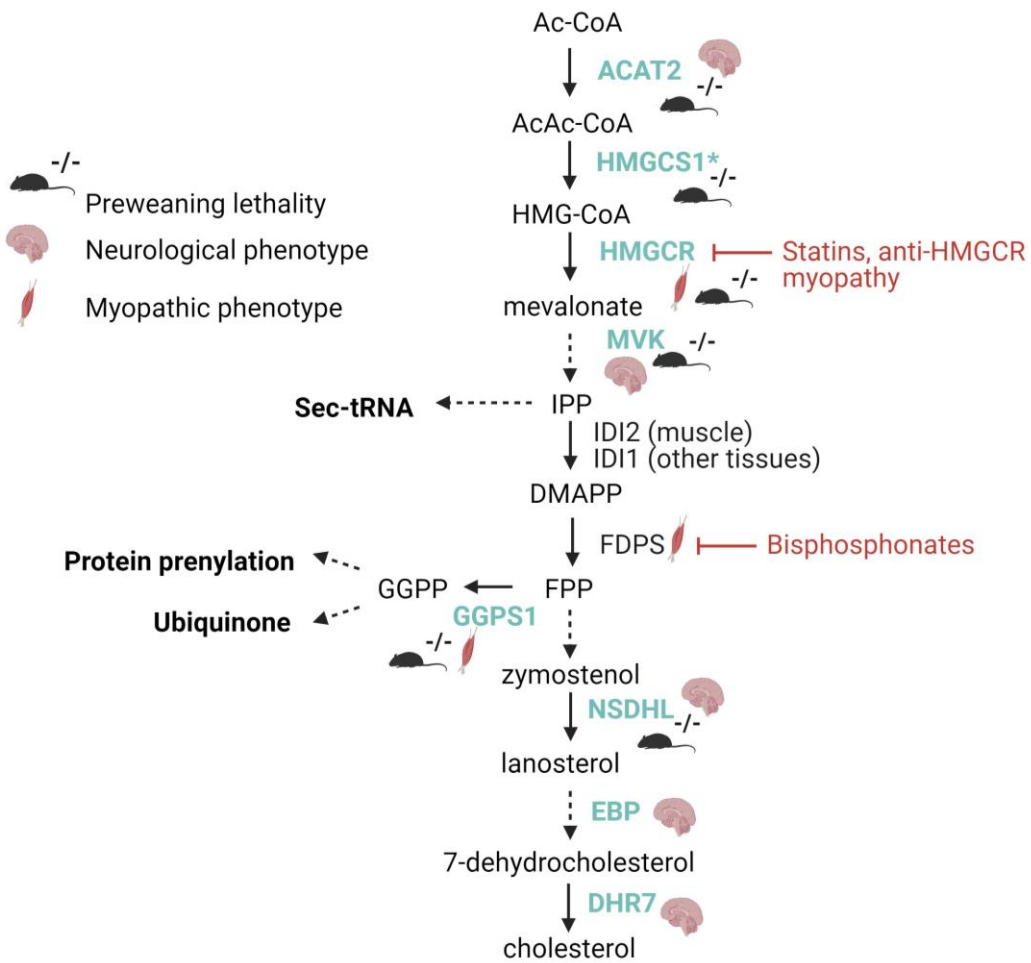 Ac-CoA
ACAT2
-/-
AcAc-CoA
HMGCS1*
-/-
HMG-CoA
HMGCR
Statins, anti-HMGCR
myopathy
-/-
mevalonate
MVK
-/-
IPP
Sec-tRNA
IDI2 (muscle)
IDI1 (other tissues)
DMAPP
FDPS
Bisphosphonates
FPP
GGPP
Protein prenylation
Ubiquinone
GGPS1
-/-
zymostenol
NSDHL
-/-
lanosterol
EBP
7-dehydrocholesterol
DHR7
cholesterol
-/-
Preweaning lethality
Neurological phenotype
Myopathic phenotype